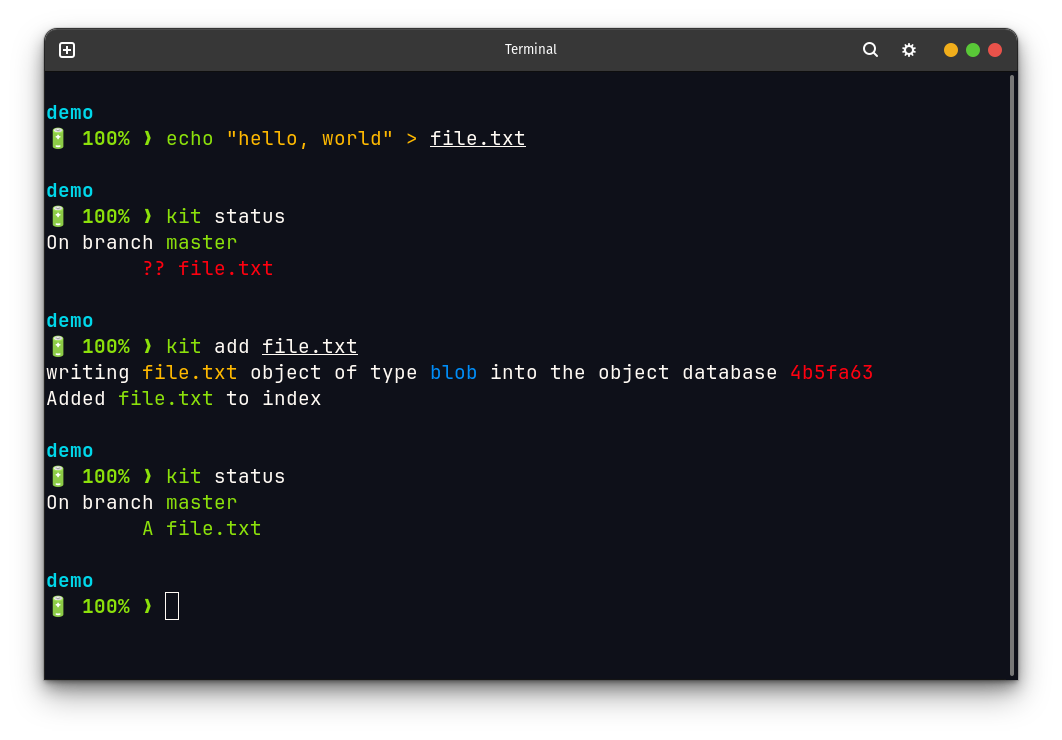 Terminal
demo
🔋 100% ❯ echo "hello, world" > file.txt
demo
🔋 100% ❯ kit status
On branch master
?? file.txt
demo
🔋 100% ❯ kit add file.txt
writing file.txt object of type blob into the object database 4b5fa63
Added file.txt to index
demo
🔋 100% ❯ kit status
On branch master
A file.txt
demo
🔋 100% ❯